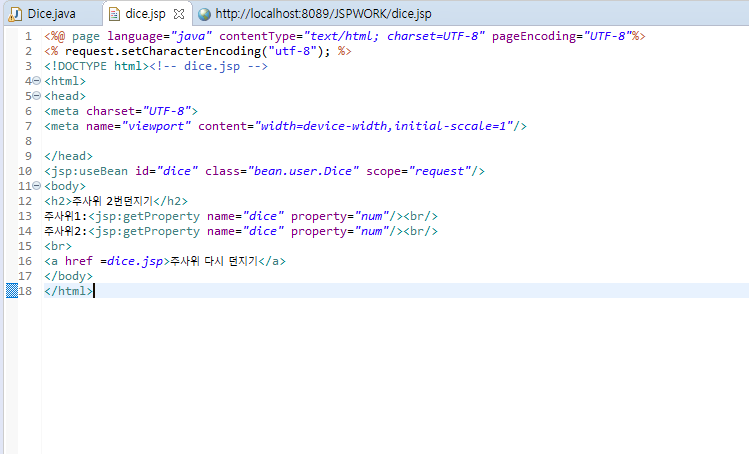 Dice.java dice.jsp http://localhost:8089/JSPWORK/dice.jsp
1 <%@ page language="java" contentType="text/html; charset=UTF-8" pageEncoding="UTF-8"%>
2 <% request.setCharacterEncoding("utf-8"); %>
3 <!DOCTYPE html><!-- dice.jsp -->
4 <html>
5 <head>
6 <meta charset="UTF-8">
7 <meta name="viewport" content="width=device-width,initial-sccale=1"/>
8
9 </head>
10 <jsp:useBean id="dice" class="bean.user.Dice" scope="request"/>
11 <body>
12 <h2>주사위 2번던지기</h2>
13 주사위1:<jsp:getProperty name="dice" property="num"/><br/>
14 주사위2:<jsp:getProperty name="dice" property="num"/><br/>
15 <br>
16 <a href =dice.jsp>주사위 다시 던지기</a>
17 </body>
18 </html>